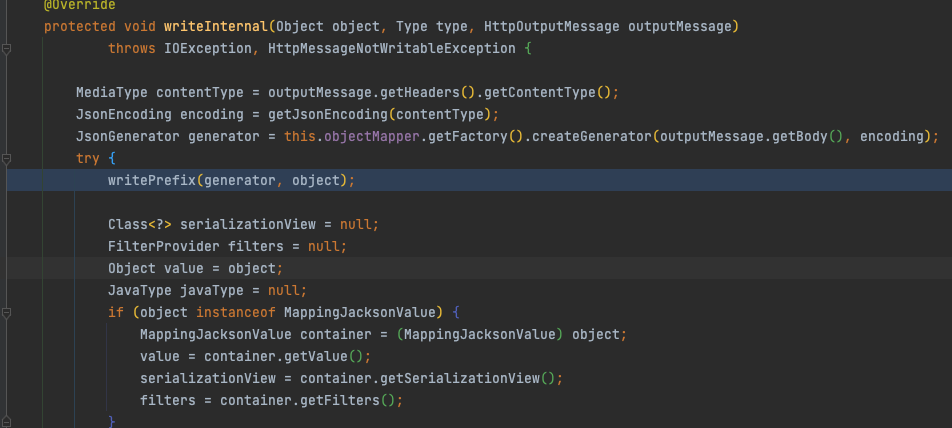 @Override
protected void writeInternal(Object object, Type type, HttpOutputMessage outputMessage)
        throws IOException, HttpMessageNotWritableException {

    MediaType contentType = outputMessage.getHeaders().getContentType();
    JsonEncoding encoding = getJsonEncoding(contentType);
    JsonGenerator generator = this.objectMapper.getFactory().createGenerator(outputMessage.getBody(), encoding);
    try {
        writePrefix(generator, object);

        Class<?> serializationView = null;
        FilterProvider filters = null;
        Object value = object;
        JavaType javaType = null;
        if (object instanceof MappingJacksonValue) {
            MappingJacksonValue container = (MappingJacksonValue) object;
            value = container.getValue();
            serializationView = container.getSerializationView();
            filters = container.getFilters();
        }